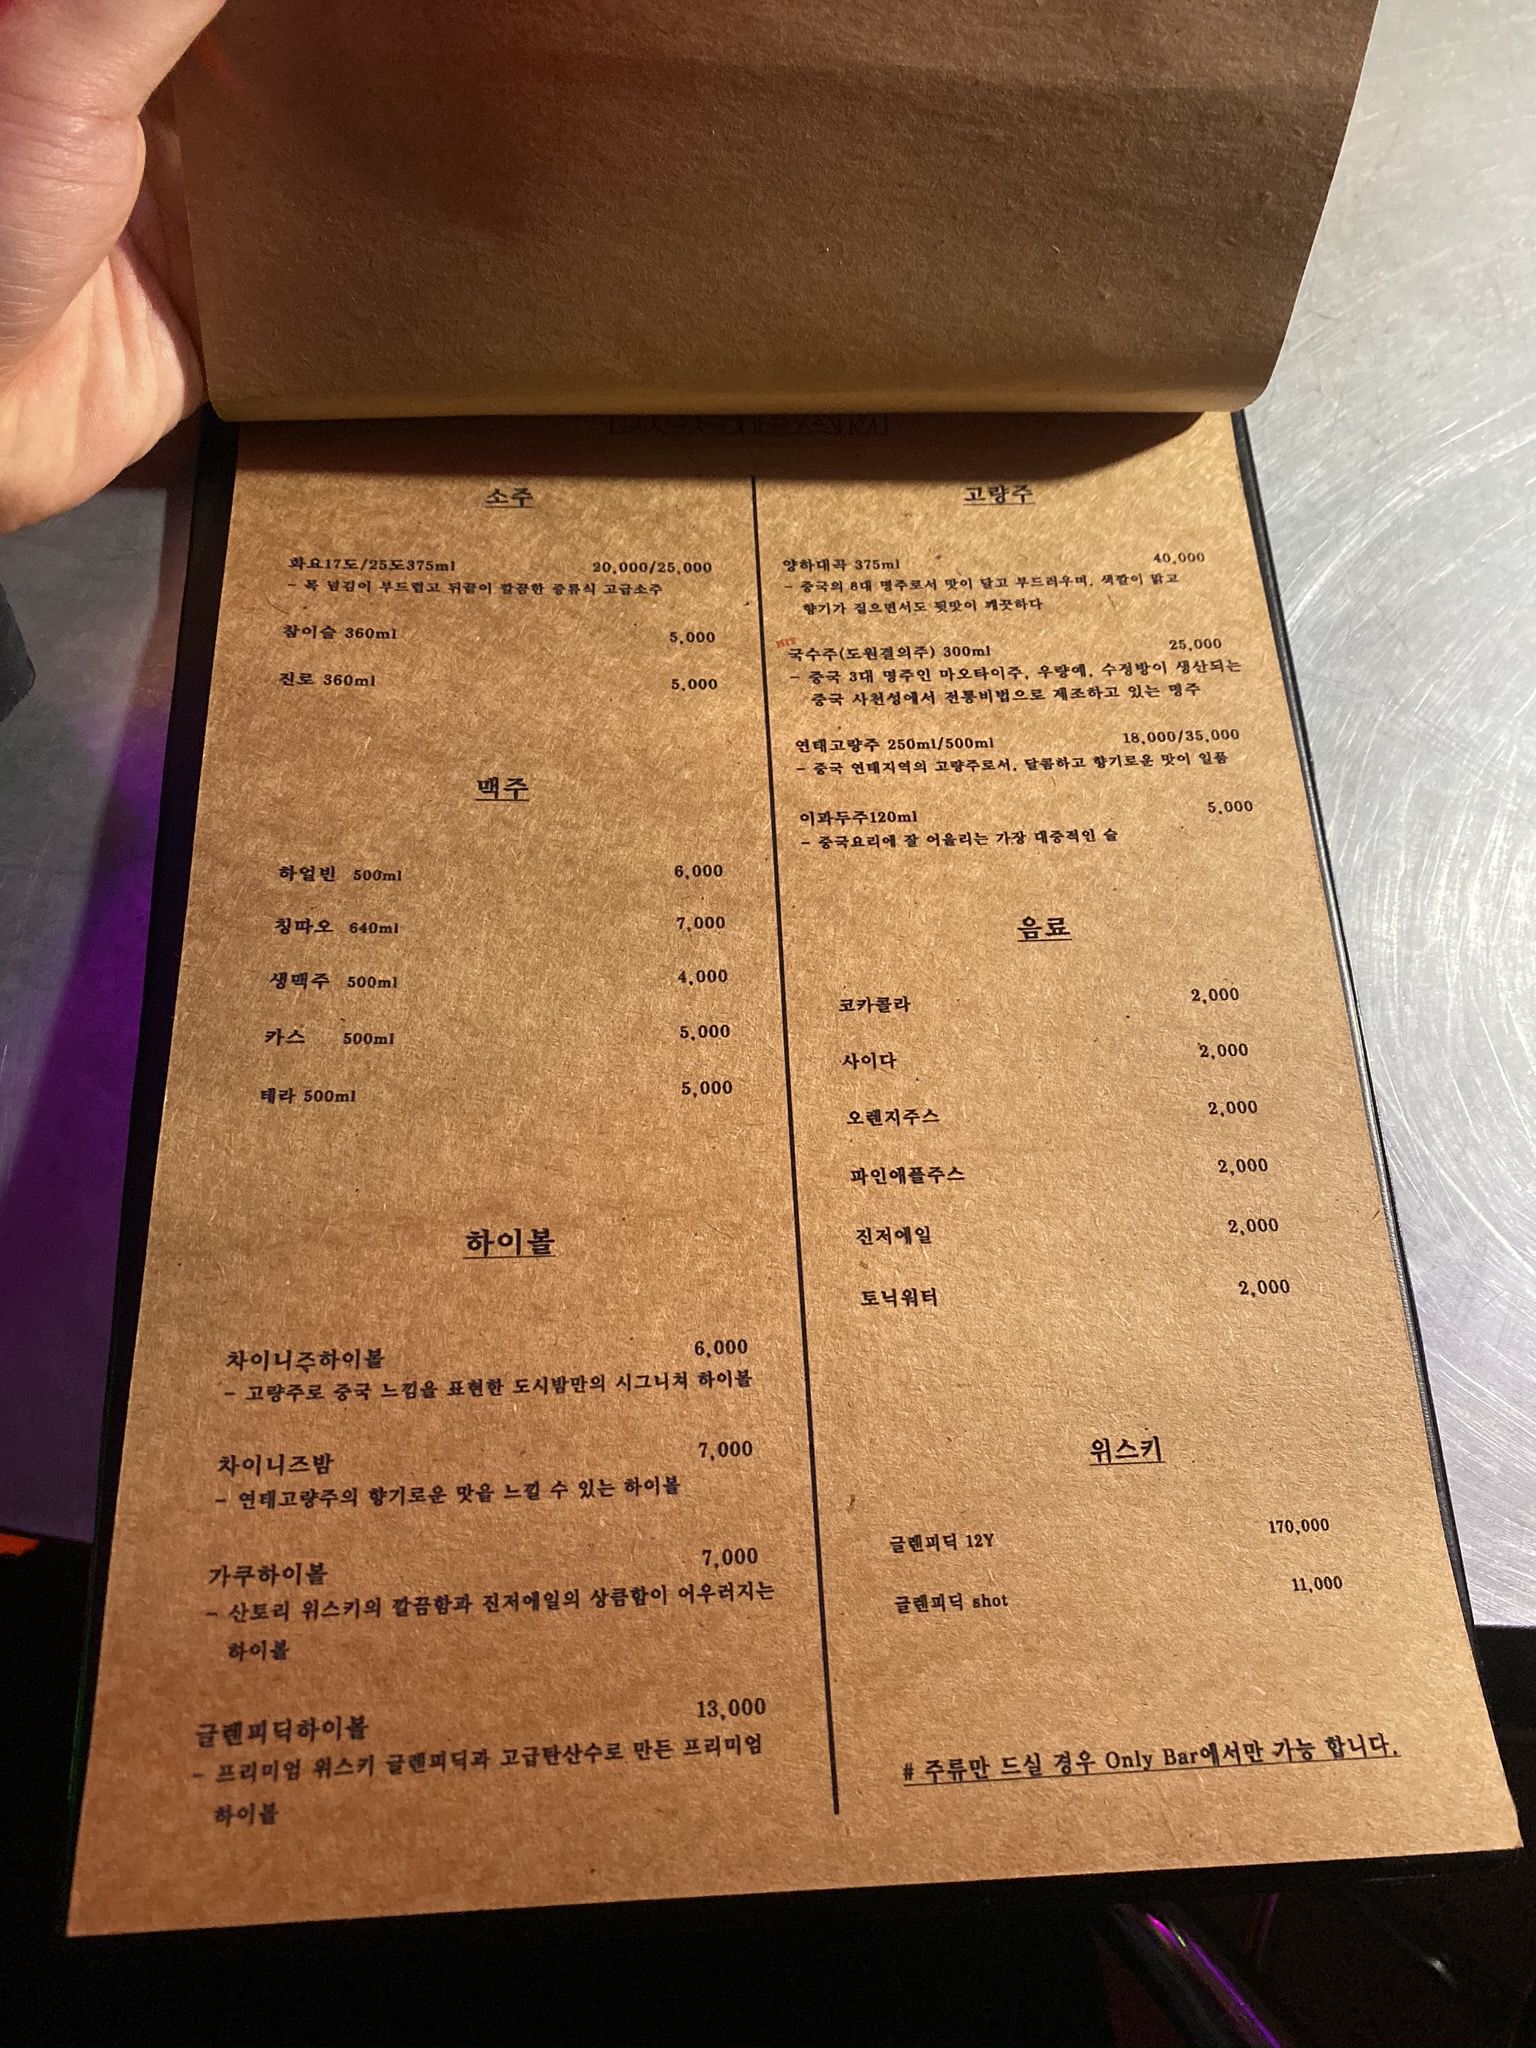 소주
화요17도/25도375ml 20,000/25,000
- 목 넘김이 부드럽고 뒤끝이 깔끔한 증류식 고급소주
참이슬 360ml 5,000
진로 360ml 5,000
맥주
하얼빈 500ml 6,000
칭따오 640ml 7,000
생맥주 500ml 4,000
카스 500ml 5,000
테라 500ml 5,000
하이볼
차이니즈하이볼 6,000
- 고량주로 중국 느낌을 표현한 도시밤만의 시그니쳐 하이볼
차이니즈밤 7,000
- 연태고량주의 향기로운 맛을 느낄 수 있는 하이볼
가쿠하이볼 7,000
- 산토리 위스키의 깔끔함과 진저에일의 상큼함이 어우러지는
하이볼
글렌피딕하이볼 13,000
- 프리미엄 위스키 글렌피딕과 고급탄산수로 만든 프리미엄
하이볼
고량주
양하대곡 375ml 40,000
- 중국의 8대 명주로서 맛이 달고 부드러우며, 색깔이 맑고
향기가 짙으면서도 뒷맛이 깨끗하다
HIT
국수주(도원결의주) 300ml 25,000
- 중국 3대 명주인 마오타이주, 우량예, 수정방이 생산되는
중국 사천성에서 전통비법으로 제조하고 있는 명주
연태고량주 250ml/500ml 18,000/35,000
- 중국 연태지역의 고량주로서, 달콤하고 향기로운 맛이 일품
이과두주120ml 5,000
- 중국요리에 잘 어울리는 가장 대중적인 술
음료
코카콜라 2,000
사이다 2,000
오렌지주스 2,000
파인애플주스 2,000
진저에일 2,000
토닉워터 2,000
위스키
글렌피딕 12Y 170,000
글렌피딕 shot 11,000
# 주류만 드실 경우 Only Bar에서만 가능 합니다.